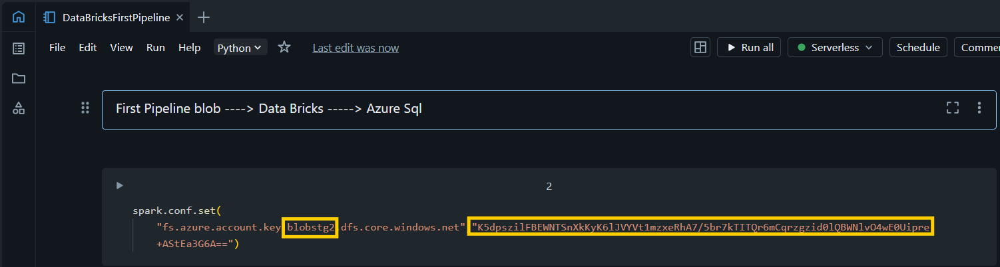 DataBricksFirstPipeline
File Edit View Run Help Python Last edit was now Run all Serverless Schedule Commen
First Pipeline blob ----> Data Bricks -----> Azure Sql
2
spark.conf.set(
"fs.azure.account.key blobstg2.dfs.core.windows.net" "K5dpszilFBEWNTSnXkKyK6lJVYVt1mzxeRhA7/5br7kTITQr6mCqrzgzid0lQBWNlvO4wE0Uipre
+AStEa3G6A==")